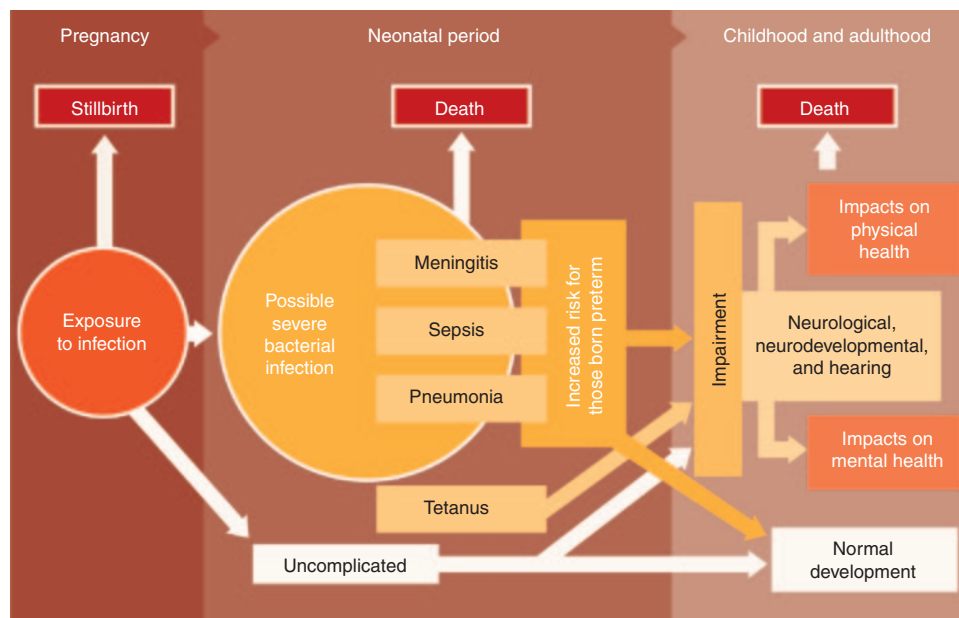 Pregnancy
Neonatal period
Childhood and adulthood
Stillbirth
Death
Death
Exposure
to infection
Possible
severe
bacterial
infection
Meningitis
Sepsis
Pneumonia
Tetanus
Increased risk for
those born preterm
Impairment
Impacts on
physical
health
Neurological,
neurodevelopmental,
and hearing
Impacts on
mental health
Uncomplicated
Normal
development